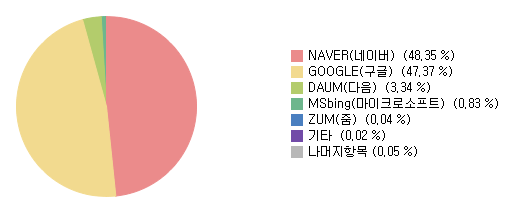 NAVER(네이버) (48,35 %)
GOOGLE(구글) (47,37 %)
DAUM(다음) (3,34 %)
MSbing(마이크로소프트) (0,83 %)
ZUM(줌) (0,04 %)
기타 (0,02 %)
나머지항목 (0,05 %)